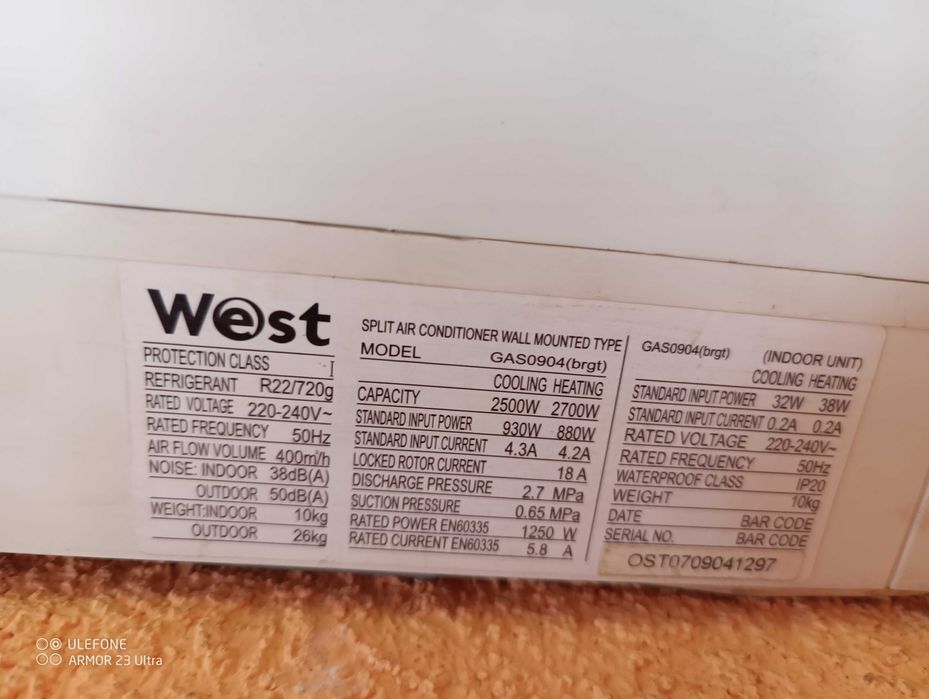 West
PROTECTION CLASS I
REFRIGERANT R22/720g
RATED VOLTAGE 220-240V~
RATED FREQUENCY 50Hz
AIR FLOW VOLUME 400m³/h
NOISE: INDOOR 38dB(A)
OUTDOOR 50dB(A)
WEIGHT:INDOOR 10kg
OUTDOOR 26kg
SPLIT AIR CONDITIONER WALL MOUNTED TYPE
MODEL GAS0904(brgt)
COOLING HEATING
CAPACITY 2500W 2700W
STANDARD INPUT POWER 930W 880W
STANDARD INPUT CURRENT 4.3A 4.2A
LOCKED ROTOR CURRENT 18 A
DISCHARGE PRESSURE 2.7 MPa
SUCTION PRESSURE 0.65 MPa
RATED POWER EN60335 1250 W
RATED CURRENT EN60335 5.8 A
GAS0904(brgt) (INDOOR UNIT)
COOLING HEATING
STANDARD INPUT POWER 32W 38W
STANDARD INPUT CURRENT 0.2A 0.2A
RATED VOLTAGE 220-240V~
RATED FREQUENCY 50Hz
WATERPROOF CLASS IP20
WEIGHT 10kg
DATE BAR CODE
SERIAL NO. BAR CODE
OST0709041297
ULEFONE
ARMOR 23 Ultra